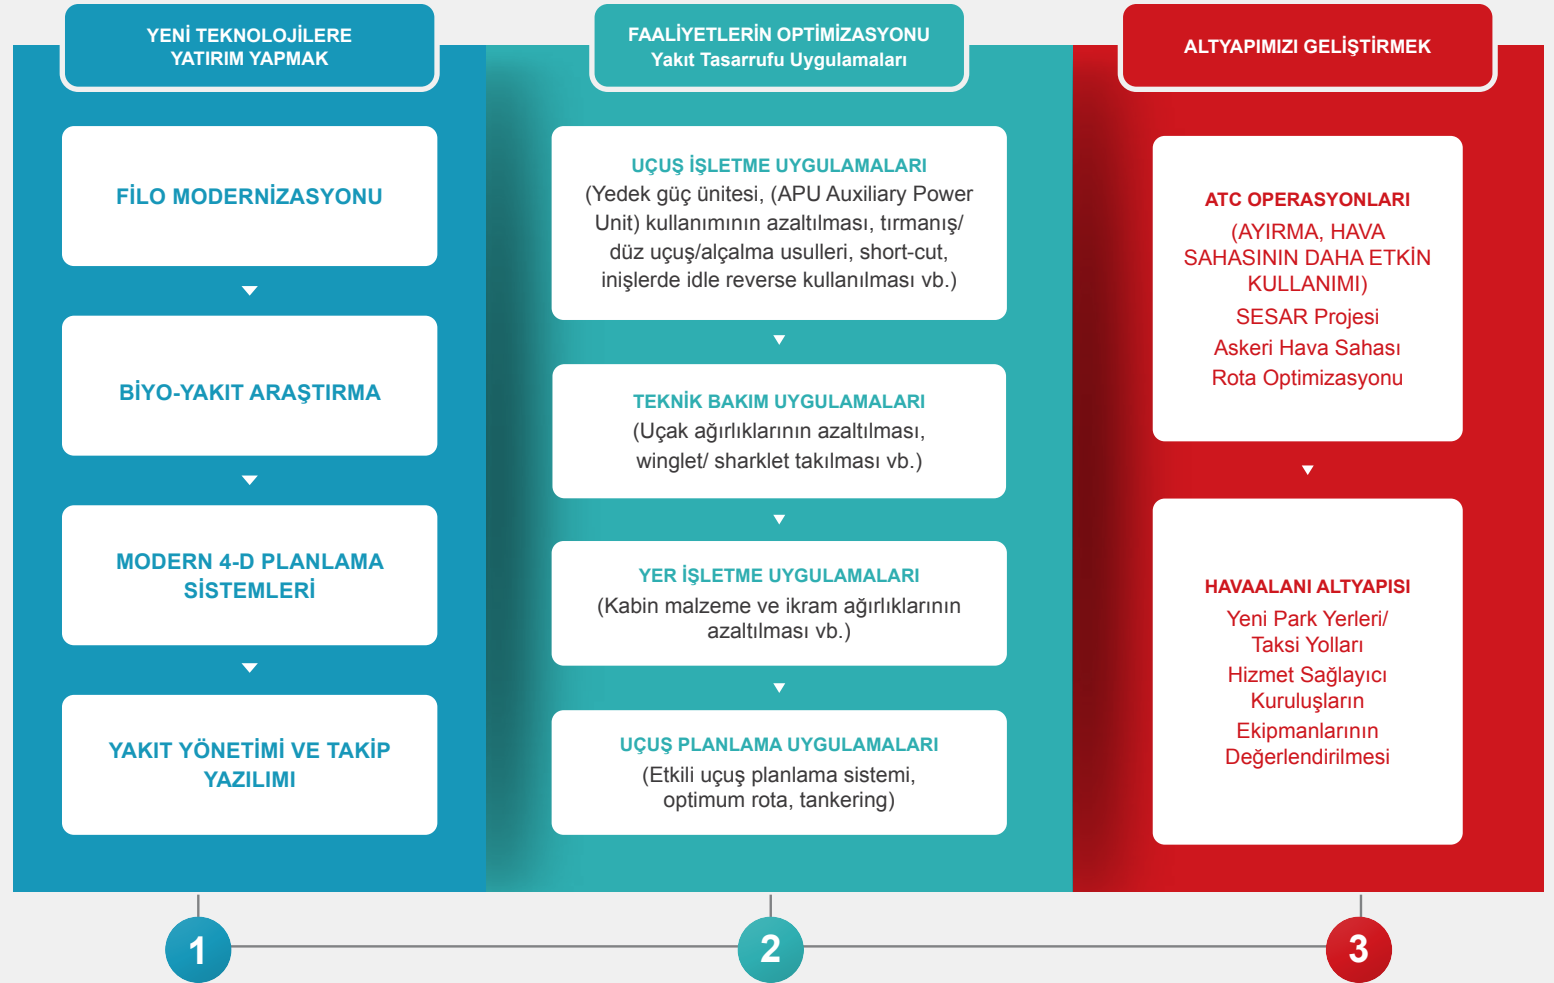 YENİ TEKNOLOJİLERE
YATIRIM YAPMAK
FİLO MODERNİZASYONU
BİYO-YAKIT ARAŞTIRMA
MODERN 4-D PLANLAMA
SİSTEMLERİ
YAKIT YÖNETİMİ VE TAKİP
YAZILIMI
FAALİYETLERİN OPTİMİZASYONU
Yakıt Tasarrufu Uygulamaları
UÇUŞ İŞLETME UYGULAMALARI
(Yedek güç ünitesi, (APU Auxiliary Power
Unit) kullanımının azaltılması, tırmanış/
düz uçuş/alçalma usulleri, short-cut,
inişlerde idle reverse kullanılması vb.)
TEKNİK BAKIM UYGULAMALARI
(Uçak ağırlıklarının azaltılması,
winglet/ sharklet takılması vb.)
YER İŞLETME UYGULAMALARI
(Kabin malzeme ve ikram ağırlıklarının
azaltılması vb.)
UÇUŞ PLANLAMA UYGULAMALARI
(Etkili uçuş planlama sistemi,
optimum rota, tankering)
ALTYAPIMIZI GELİŞTİRMEK
ATC OPERASYONLARI
(AYIRMA, HAVA
SAHASININ DAHA ETKİN
KULLANIMI)
SESAR Projesi
Askeri Hava Sahası
Rota Optimizasyonu
HAVAALANI ALTYAPISI
Yeni Park Yerleri/
Taksi Yolları
Hizmet Sağlayıcı
Kuruluşların
Ekipmanlarının
Değerlendirilmesi
1
2
3